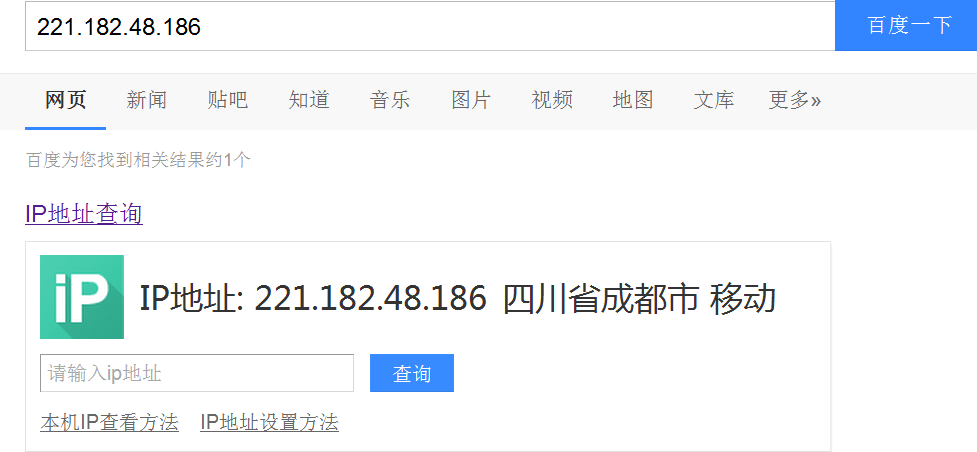 221.182.48.186 百度一下
网页 新闻 贴吧 知道 音乐 图片 视频 地图 文库 更多»
百度为您找到相关结果约1个
IP地址查询
iP IP地址: 221.182.48.186 四川省成都市 移动
请输入ip地址 查询
本机IP查看方法 IP地址设置方法